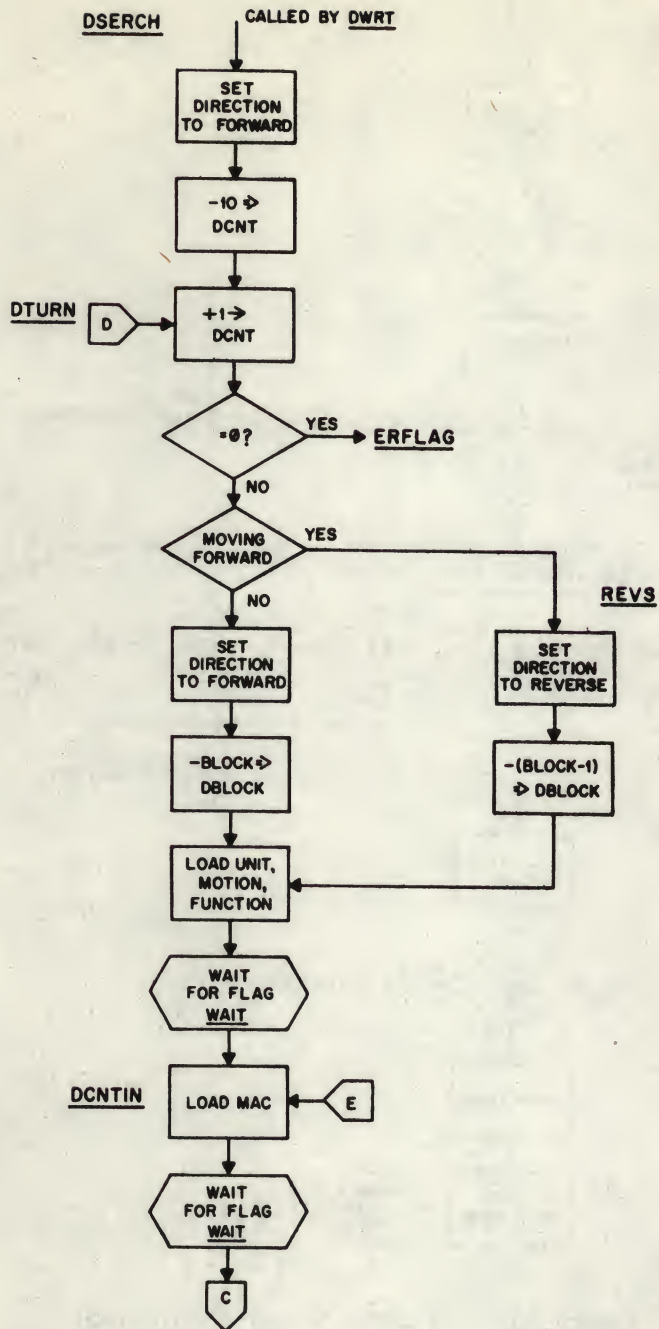 DSERCH
CALLED BY DWRT
SET
DIRECTION
TO FORWARD
-10 ⇒
DCNT
DTURN
D
+1→
DCNT
=Ø?
YES
ERFLAG
NO
MOVING
FORWARD
YES
NO
REVS
SET
DIRECTION
TO FORWARD
SET
DIRECTION
TO REVERSE
-BLOCK⇒
DBLOCK
-(BLOCK-1)
⇒ DBLOCK
LOAD UNIT,
MOTION,
FUNCTION
WAIT
FOR FLAG
WAIT
DCNTIN
LOAD MAC
E
WAIT
FOR FLAG
WAIT
C